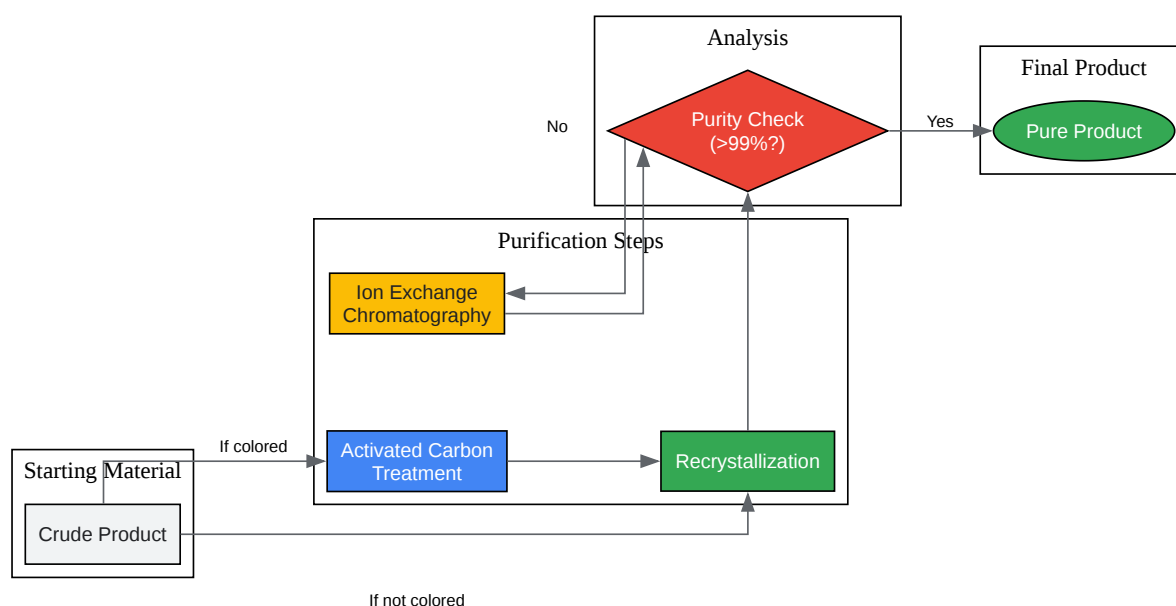 Analysis
Final Product
Purity Check
(>99%?)
No
Yes
Pure Product
Purification Steps
Ion Exchange
Chromatography
If colored
Activated Carbon
Treatment
Recrystallization
Starting Material
Crude Product
If not colored